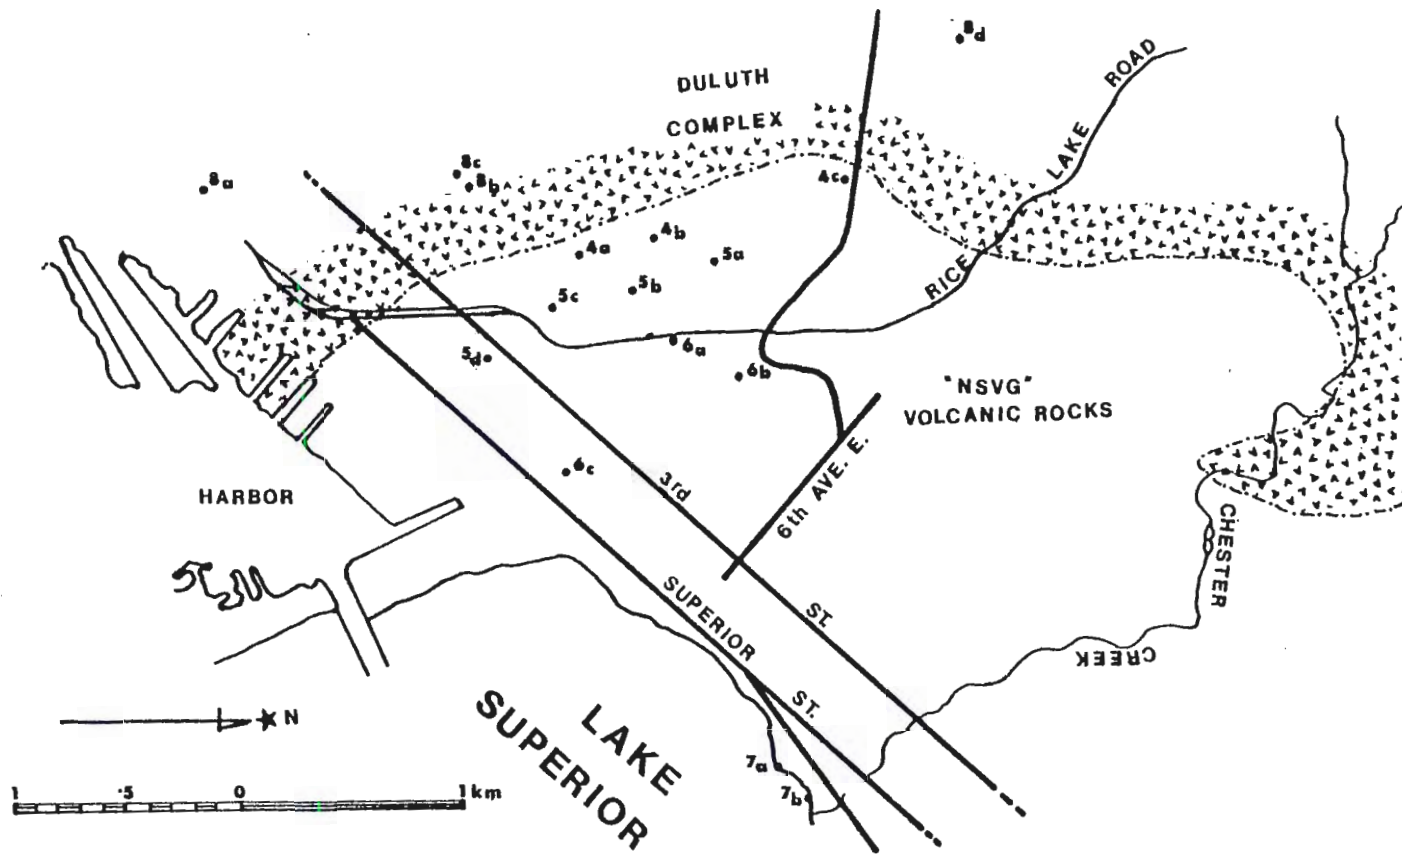 8d
DULUTH
COMPLEX
LAKE ROAD
RICE
8c
8b
8a
4c
4b
4a
5a
5b
5c
6a
5d
6b
"NSVG"
VOLCANIC ROCKS
6c
3rd ST.
6th AVE. E.
HARBOR
CHESTER
CREEK
SUPERIOR ST.
LAKE
SUPERIOR
N
7a
7b
1 .5 0 1 km